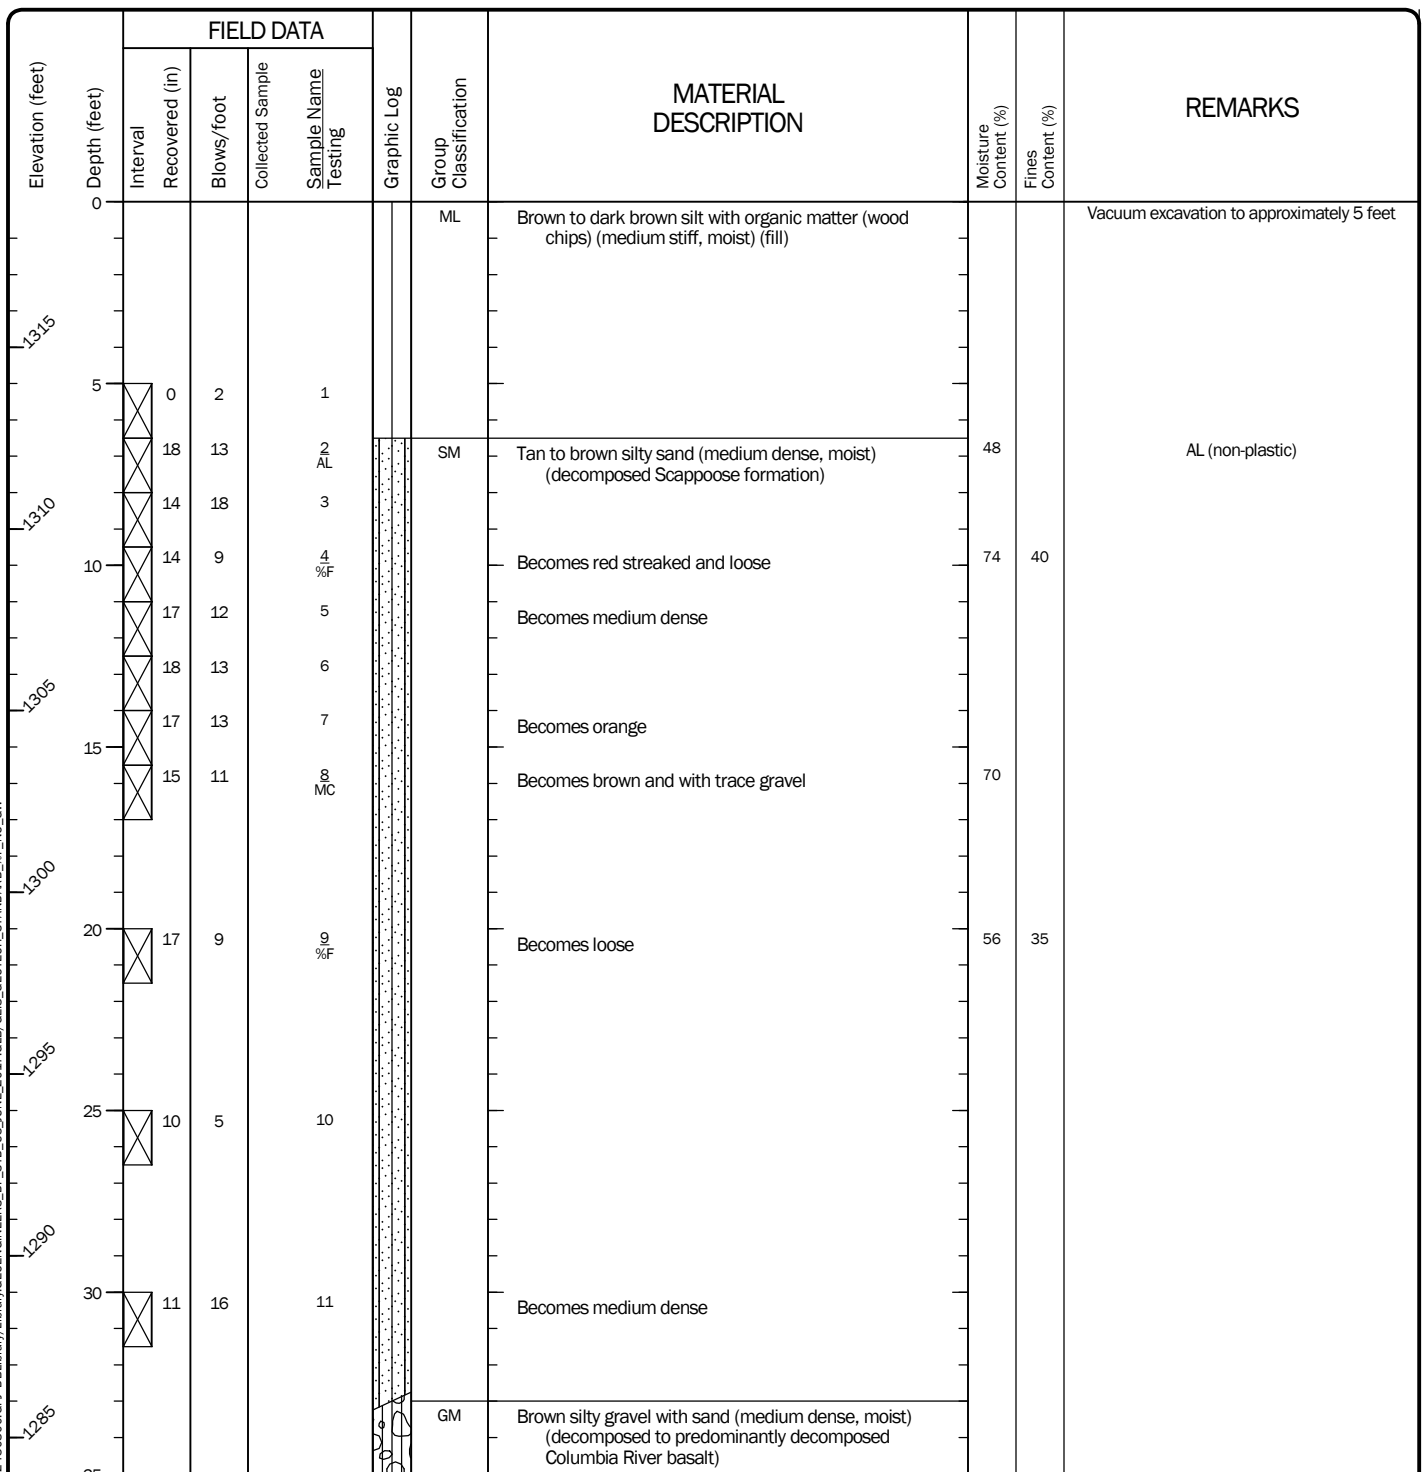 FIELD DATA
Elevation (feet)
Depth (feet)
Interval
Recovered (in)
Blows/foot
Collected Sample
Sample Name
Testing
Graphic Log
Group
Classification
MATERIAL
DESCRIPTION
Moisture
Content (%)
Fines
Content (%)
REMARKS
0
ML
Brown to dark brown silt with organic matter (wood
chips) (medium stiff, moist) (fill)
Vacuum excavation to approximately 5 feet
1315
5
0 2 1
18 13 2
AL
SM
Tan to brown silty sand (medium dense, moist)
(decomposed Scappoose formation)
48
AL (non-plastic)
1310
14 18 3
10
14 9 4
%F
Becomes red streaked and loose
74 40
17 12 5
Becomes medium dense
18 13 6
1305
17 13 7
Becomes orange
15
15 11 8
MC
Becomes brown and with trace gravel
70
1300
20
17 9 9
%F
Becomes loose
56 35
1295
25
10 5 10
1290
30
11 16 11
Becomes medium dense
1285
GM
Brown silty gravel with sand (medium dense, moist)
(decomposed to predominantly decomposed
Columbia River basalt)